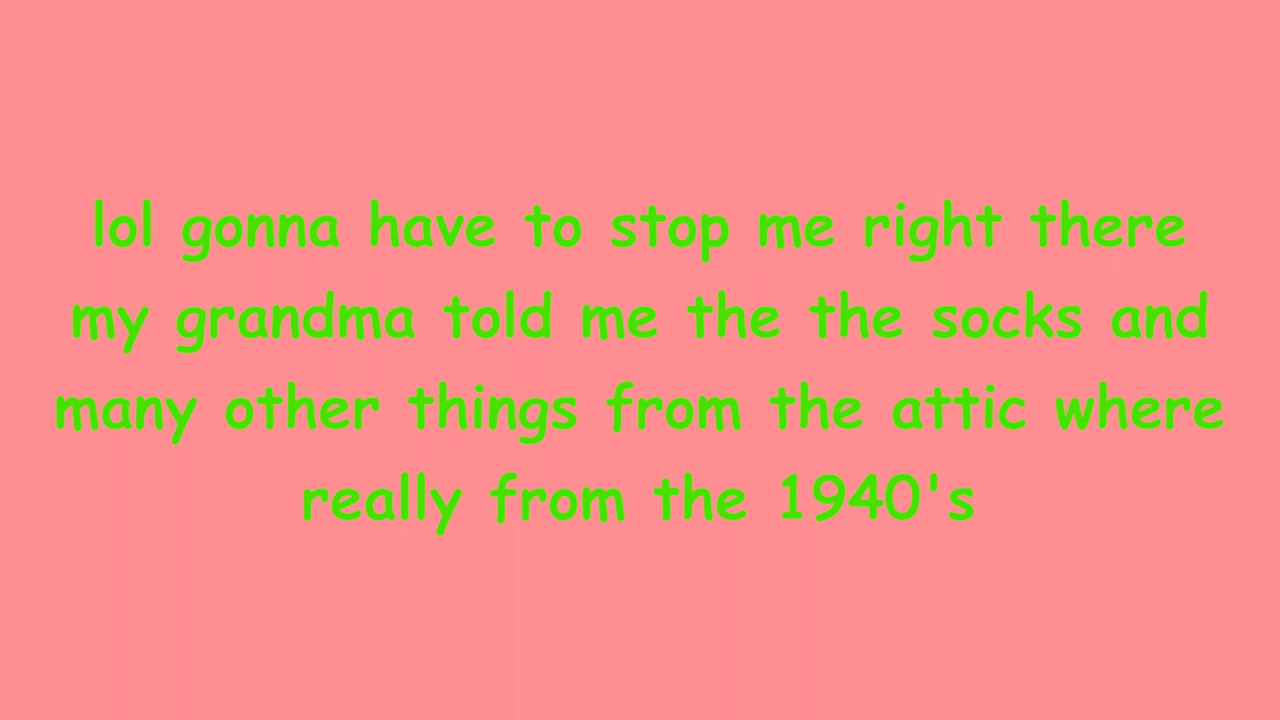 lol gonna have to stop me right there
my grandma told me the the socks and
many other things from the attic where
really from the 1940's